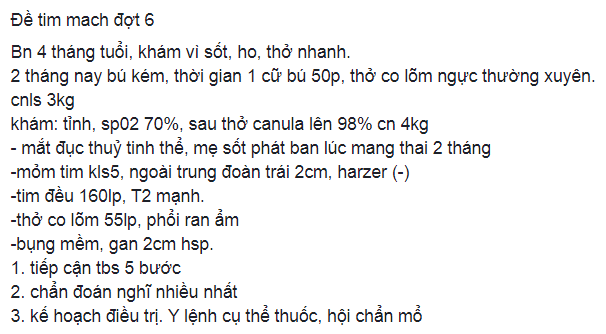 Đề tim mach đợt 6
Bn 4 tháng tuổi, khám vì sốt, ho, thở nhanh.
2 tháng nay bú kém, thời gian 1 cữ bú 50p, thở co lõm ngực thường xuyên.
cnls 3kg
khám: tỉnh, sp02 70%, sau thở canula lên 98% cn 4kg
- mắt đục thuỷ tinh thể, mẹ sốt phát ban lúc mang thai 2 tháng
-mỏm tim kls5, ngoài trung đoàn trái 2cm, harzer (-)
-tim đều 160lp, T2 mạnh.
-thở co lõm 55lp, phổi ran ẩm
-bụng mềm, gan 2cm hsp.
1. tiếp cận tbs 5 bước
2. chẩn đoán nghĩ nhiều nhất
3. kế hoạch điều trị. Y lệnh cụ thể thuốc, hội chẩn mổ